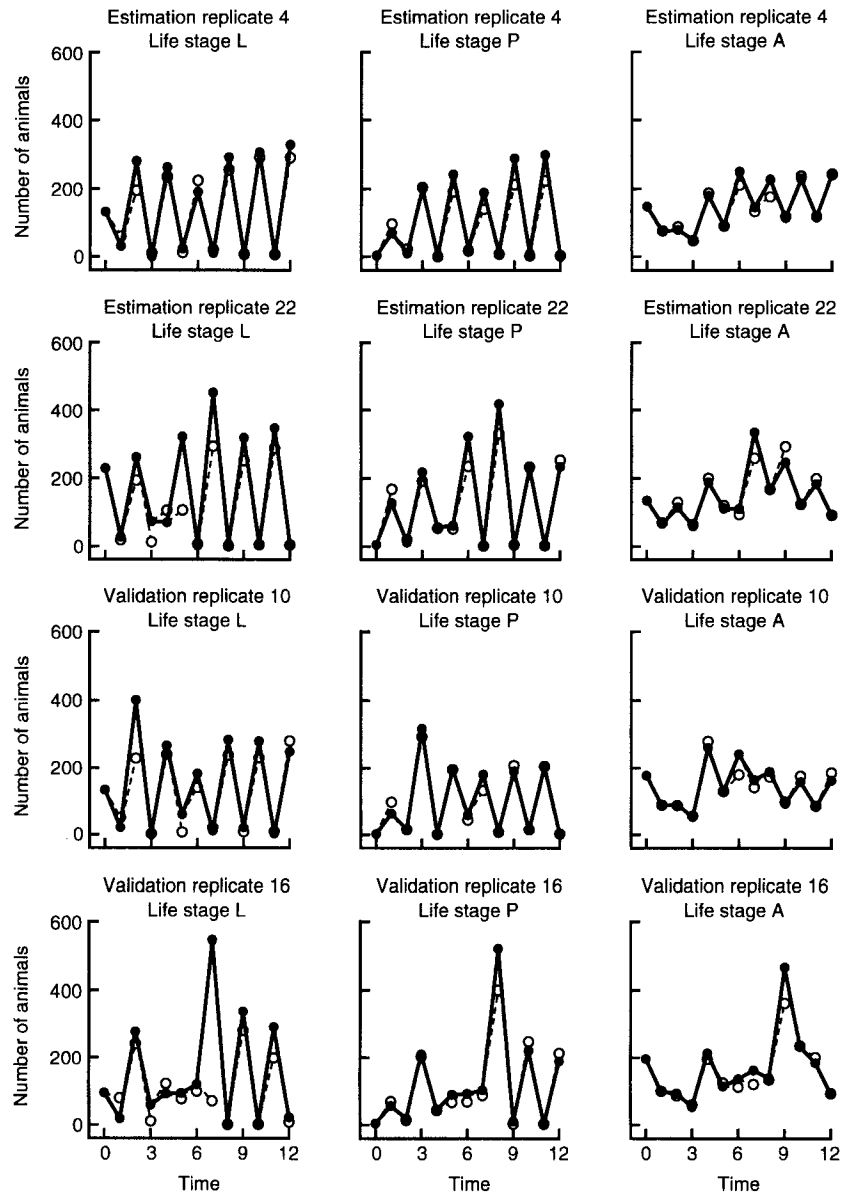 Estimation replicate 4
Life stage L
Estimation replicate 4
Life stage P
Estimation replicate 4
Life stage A
Number of animals
600
400
200
0
Estimation replicate 22
Life stage L
Estimation replicate 22
Life stage P
Estimation replicate 22
Life stage A
Number of animals
600
400
200
0
Validation replicate 10
Life stage L
Validation replicate 10
Life stage P
Validation replicate 10
Life stage A
Number of animals
600
400
200
0
Validation replicate 16
Life stage L
Validation replicate 16
Life stage P
Validation replicate 16
Life stage A
Number of animals
600
400
200
0
0 3 6 9 12
0 3 6 9 12
0 3 6 9 12
Time
Time
Time